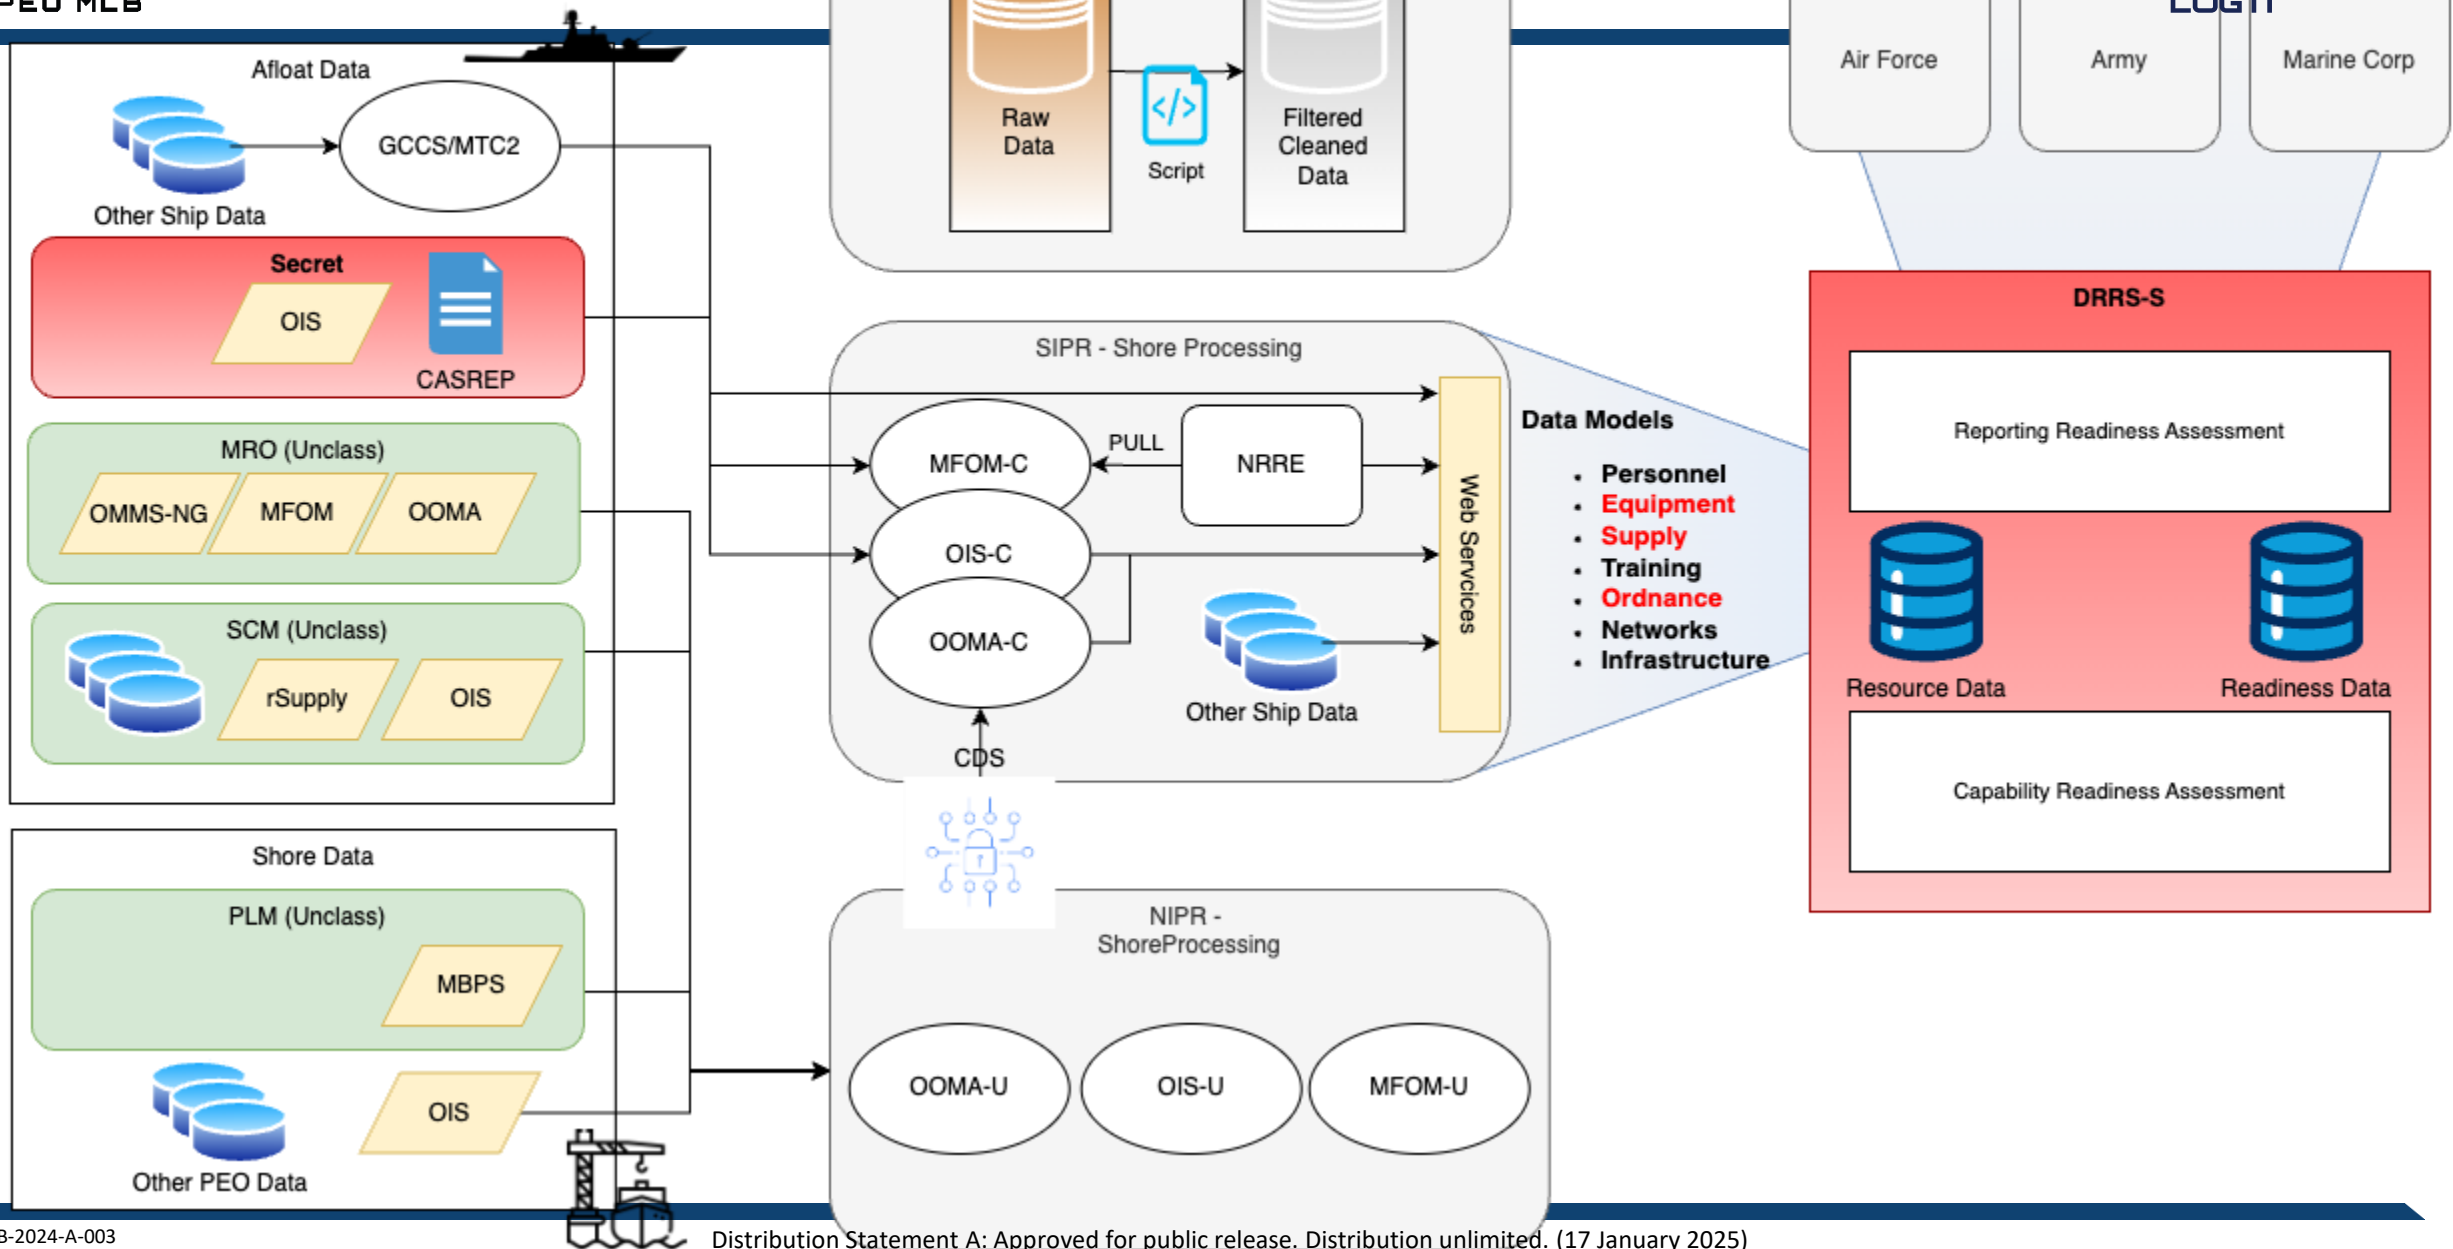 PEO MLB
LOG IT
Afloat Data
GCCS/MTC2
Other Ship Data
Secret
OIS
CASREP
MRO (Unclass)
OMMS-NG
MFOM
OOMA
SCM (Unclass)
rSupply
OIS
Shore Data
PLM (Unclass)
MBPS
OIS
Other PEO Data
Raw
Data
Script
Filtered
Cleaned
Data
SIPR - Shore Processing
MFOM-C
PULL
NRRE
OIS-C
OOMA-C
Other Ship Data
Web Servcices
CDS
NIPR -
ShoreProcessing
OOMA-U
OIS-U
MFOM-U
Data Models
• Personnel
• Equipment
• Supply
• Training
• Ordnance
• Networks
• Infrastructure
Air Force
Army
Marine Corp
DRRS-S
Reporting Readiness Assessment
Resource Data
Readiness Data
Capability Readiness Assessment
B-2024-A-003
Distribution Statement A: Approved for public release. Distribution unlimited. (17 January 2025)